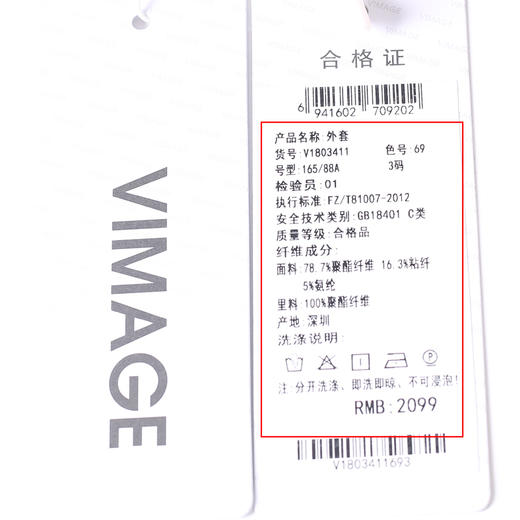 VIMAGE
合格证
6 941602 709202
产品名称:外套
货号:V1803411 色号:69
号型:165/88A 3码
检验员:01
执行标准:FZ/T81007-2012
安全技术类别:GB18401 C类
质量等级:合格品
纤维成分:
面料:78.7%聚酯纤维 16.3%粘纤
5%氨纶
里料:100%聚酯纤维
产地:深圳
洗涤说明:
注:分开洗涤、即洗即晾、不可浸泡!
RMB:2099
V1803411693